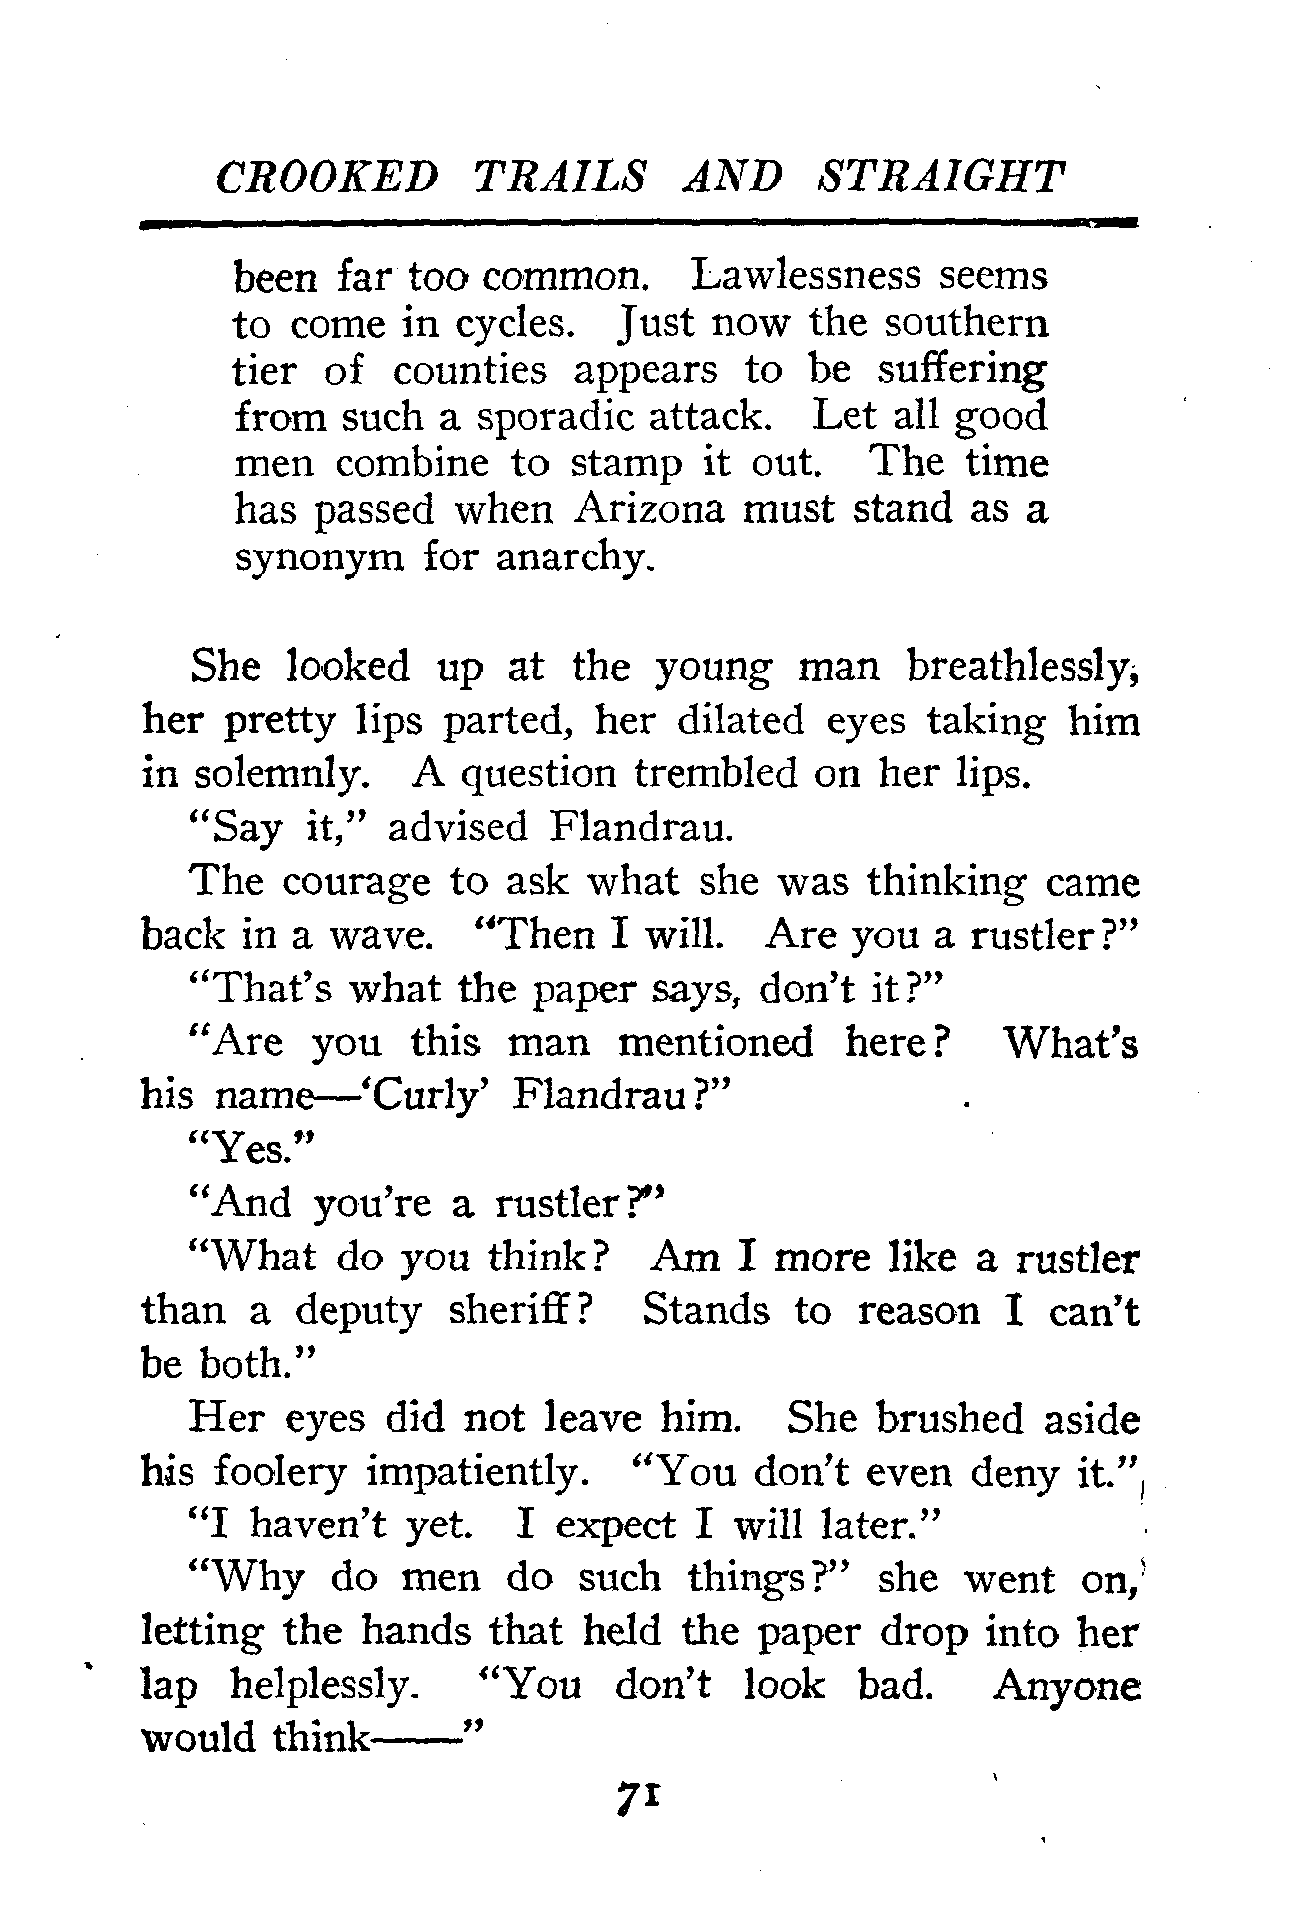 CROOKED TRAILS AND STRAIGHT
been far too common. Lawlessness seems
to come in cycles. Just now the southern
tier of counties appears to be suffering
from such a sporadic attack. Let all good
men combine to stamp it out. The time
has passed when Arizona must stand as a
synonym for anarchy.
She looked up at the young man breathlessly,
her pretty lips parted, her dilated eyes taking him
in solemnly. A question trembled on her lips.
“Say it,” advised Flandrau.
The courage to ask what she was thinking came
back in a wave. “Then I will. Are you a rustler?”
“That’s what the paper says, don’t it?”
“Are you this man mentioned here? What’s
his name—‘Curly’ Flandrau?”
“Yes.”
“And you’re a rustler?”
“What do you think? Am I more like a rustler
than a deputy sheriff? Stands to reason I can’t
be both.”
Her eyes did not leave him. She brushed aside
his foolery impatiently. “You don’t even deny it.”
“I haven’t yet. I expect I will later.”
“Why do men do such things?” she went on,
letting the hands that held the paper drop into her
lap helplessly. “You don’t look bad. Anyone
would think——”
71